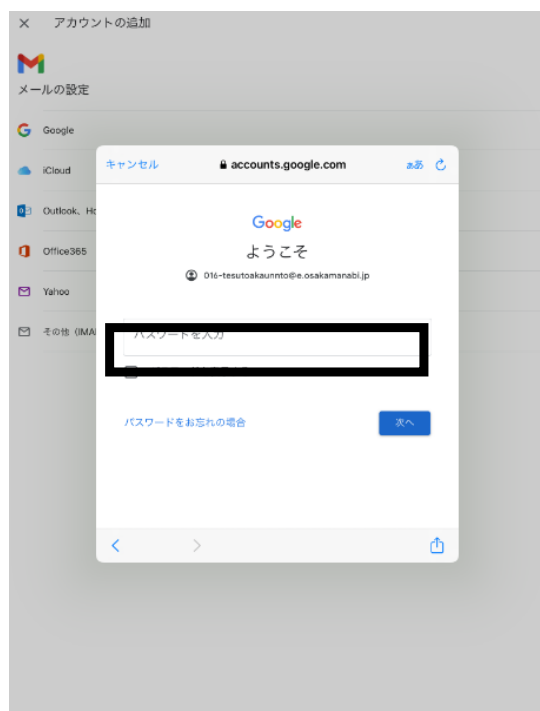 アカウントの追加
メールの設定
Google
iCloud
キャンセル
accounts.google.com
ぁあ
Outlook、Ho
Office365
Yahoo
その他（IMA
Google
ようこそ
016-tesutoakaunnto@e.osakamanabi.jp
パスワードを入力
パスワードをお忘れの場合
次へ